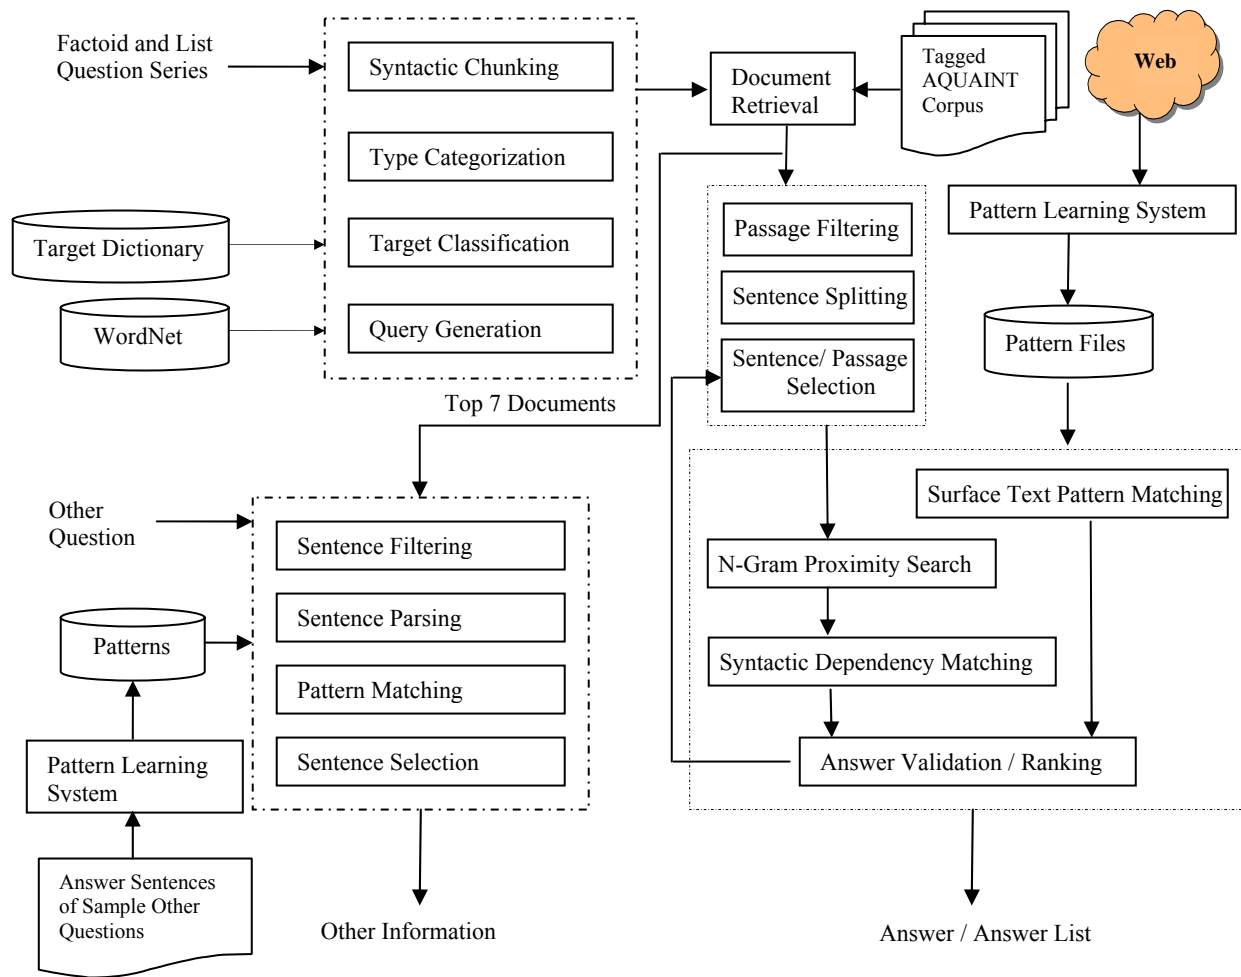 Factoid and List
Question Series
Syntactic Chunking
Type Categorization
Target Classification
Query Generation
Target Dictionary
WordNet
Document
Retrieval
Tagged
AQUAINT
Corpus
Web
Passage Filtering
Sentence Splitting
Sentence/ Passage
Selection
Pattern Learning System
Pattern Files
Top 7 Documents
Surface Text Pattern Matching
N-Gram Proximity Search
Syntactic Dependency Matching
Answer Validation / Ranking
Other
Question
Sentence Filtering
Sentence Parsing
Pattern Matching
Sentence Selection
Patterns
Pattern Learning
System
Answer Sentences
of Sample Other
Questions
Other Information
Answer / Answer List